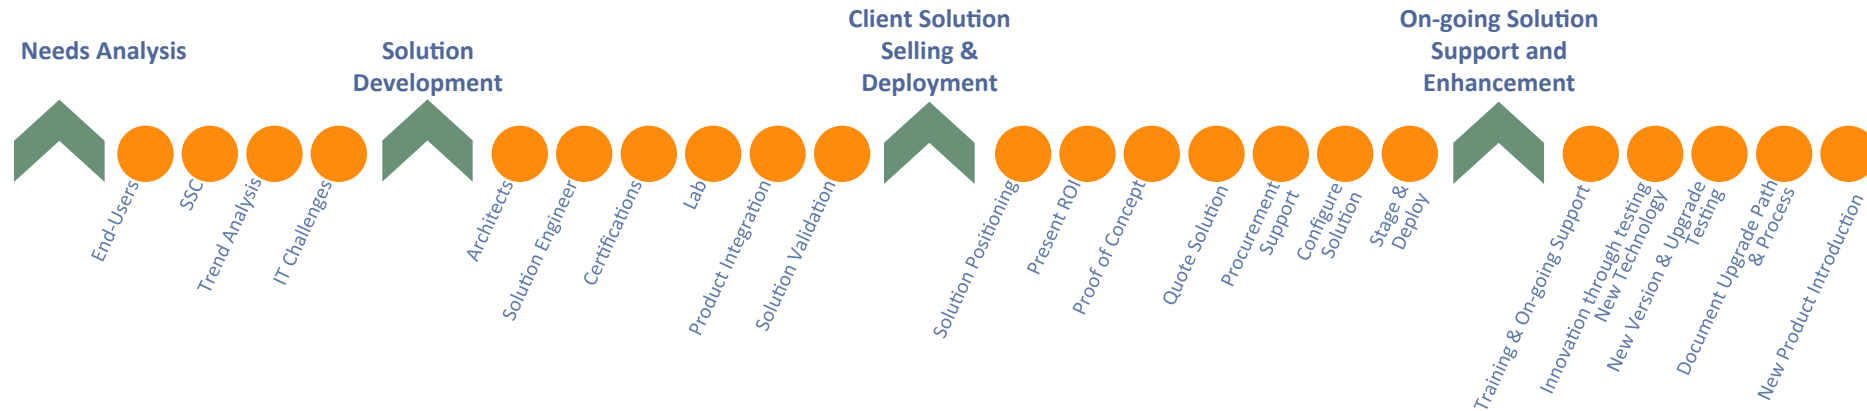 Needs Analysis
End-Users
SSC
Trend Analysis
IT Challenges
Solution
Development
Architects
Solution Engineer
Certifications
Lab
Product Integration
Solution Validation
Client Solution
Selling &
Deployment
Solution Positioning
Present ROI
Proof of Concept
Quote Solution
Procurement
Support
Configure
Solution
Stage &
Deploy
On-going Solution
Support and
Enhancement
Training & On-going Support
Innovation through testing
New Technology
New Version & Upgrade
Testing
Document Upgrade Path
& Process
New Product Introduction